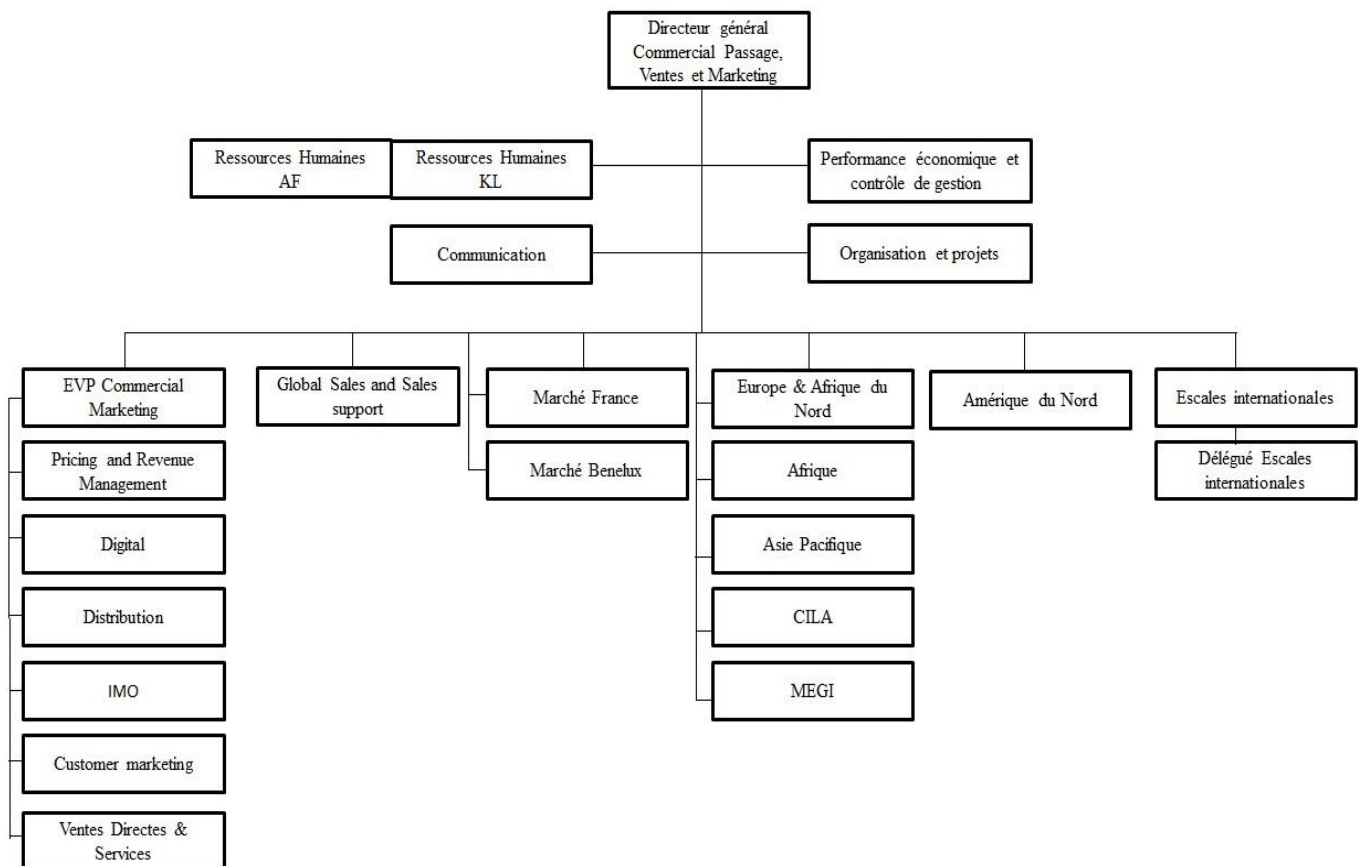 Directeur général
Commercial Passage,
Ventes et Marketing
Ressources Humaines
AF
Ressources Humaines
KL
Performance économique et
contrôle de gestion
Communication
Organisation et projets
EVP Commercial
Marketing
Pricing and Revenue
Management
Digital
Distribution
IMO
Customer marketing
Ventes Directes &
Services
Global Sales and Sales
support
Marché France
Marché Benelux
Europe & Afrique du
Nord
Afrique
Asie Pacifique
CILA
MEGI
Amérique du Nord
Escales internationales
Délégué Escales
internationales